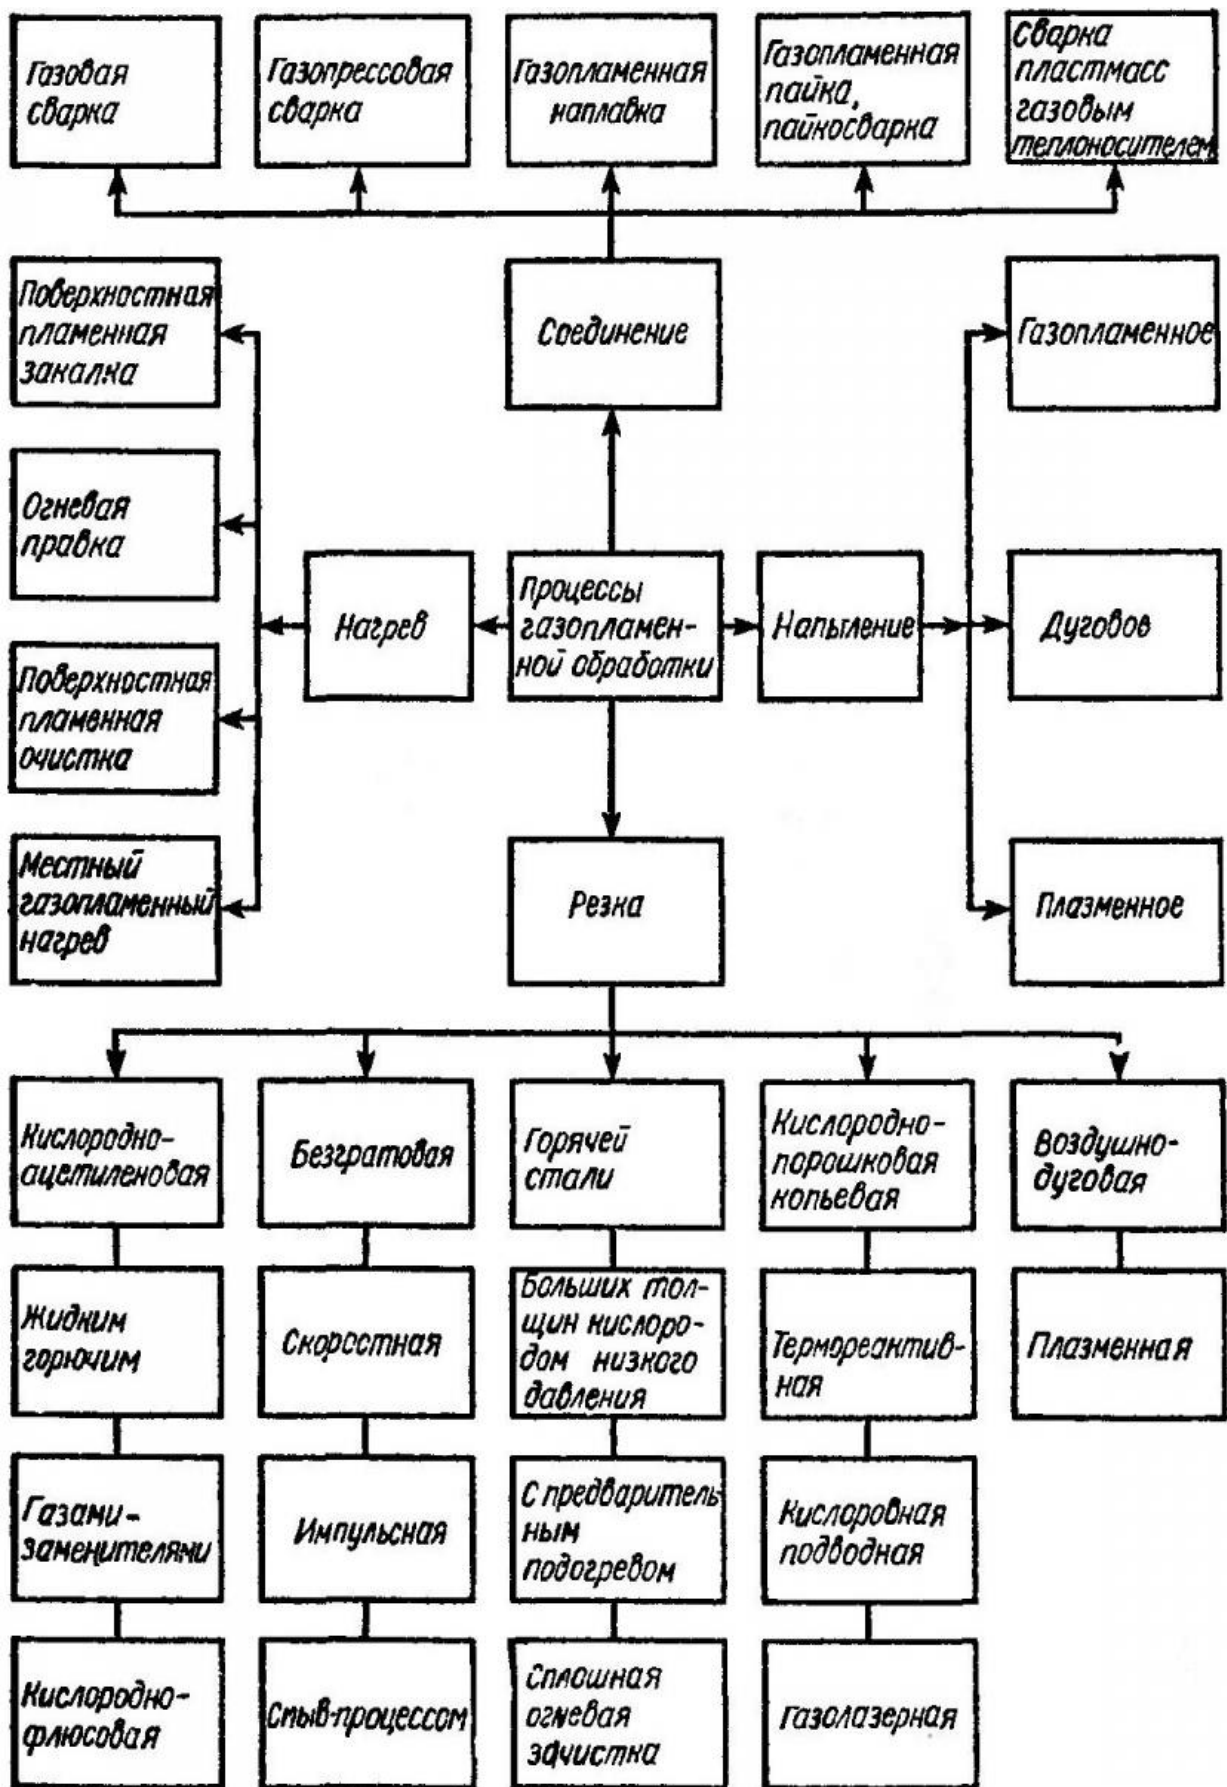 Газовая
сварка
Газопрессовая
сварка
Газопламенная
наплавка
Газопламенная
пайка,
пайкосварка
Сварка
пластмасс
газовым
теплоносителем
Поверхностная
пламенная
закалка
Соединение
Газопламенное
Огневая
правка
Нагрев
Процессы
газопламен-
ной обработки
Напыление
Дуговов
Поверхностная
пламенная
очистка
Местный
газопламенный
нагрев
Резка
Плазменное
Кислородно-
ацетиленовая
Безгратовая
Горячей
стали
Кислородно-
порошковая
копьевая
Воздушно-
дуговая
Жидким
горючим
Скоростная
Больших тол-
щин кислоро-
дом низкого
давления
Термореактив-
ная
Плазменная
Газами-
заменителями
Импульсная
С предваритель
ным
подогревом
Кислоровная
подводная
Кислородно-
флюсовая
Смыв-процессом
Сплошная
огневая
зачистка
Газолазерная